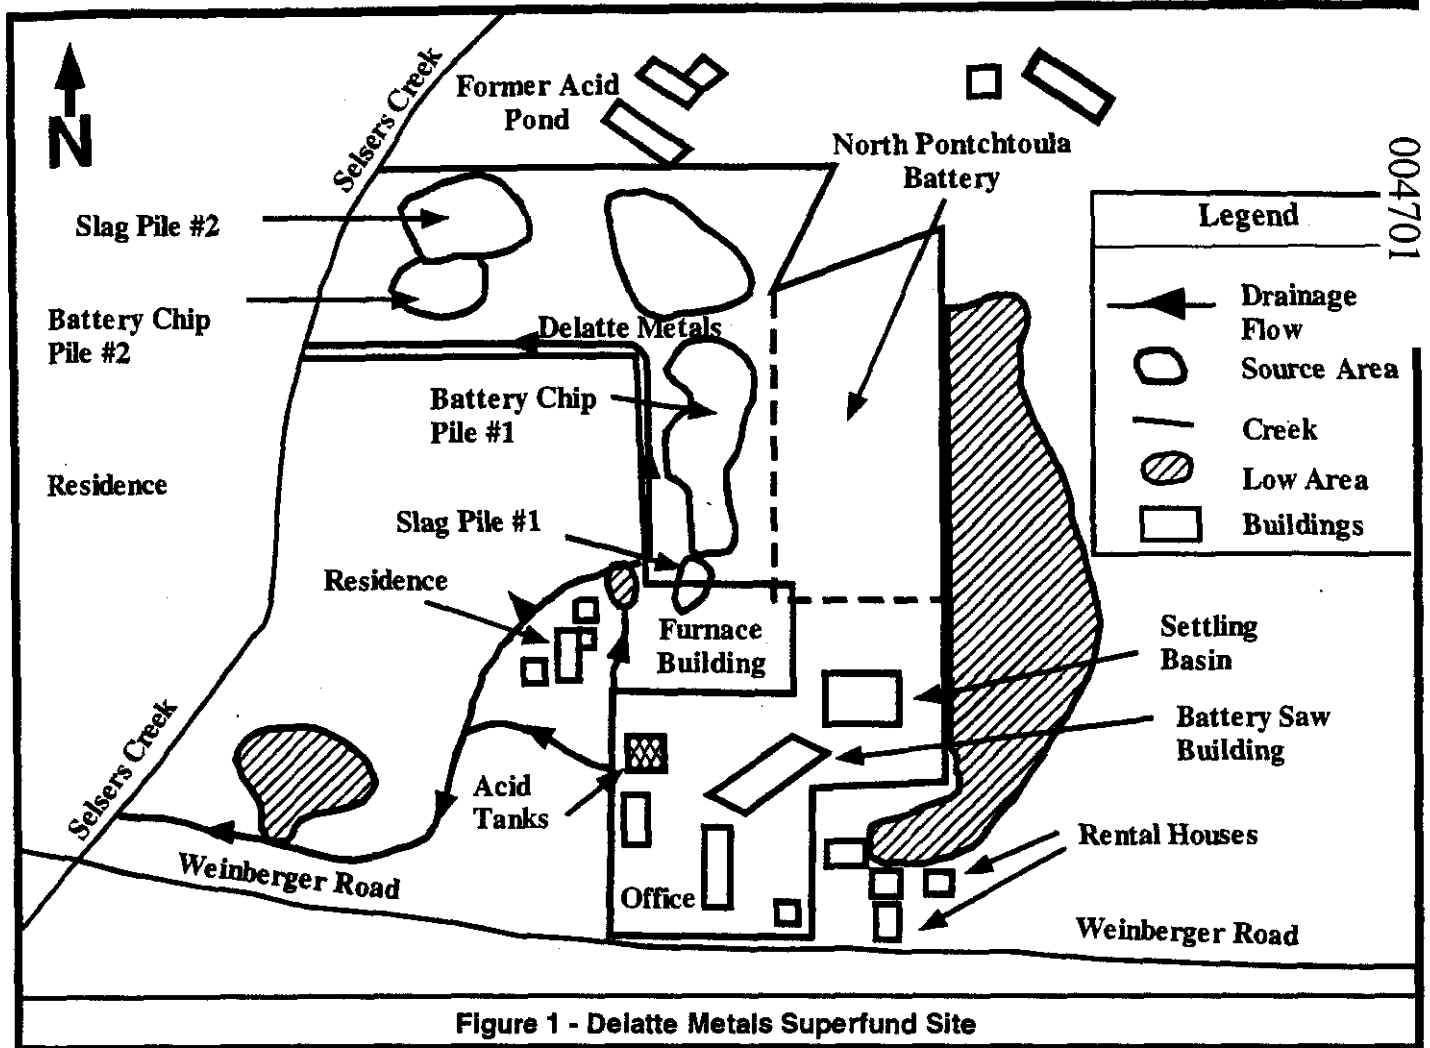 N
Selsers Creek
Former Acid
Pond
North Pontchtoula
Battery
004701
Legend
Drainage
Flow
Source Area
Creek
Low Area
Buildings
Slag Pile #2
Battery Chip
Pile #2
Delatte Metals
Battery Chip
Pile #1
Residence
Slag Pile #1
Residence
Furnace
Building
Settling
Basin
Battery Saw
Building
Selsers Creek
Acid
Tanks
Rental Houses
Weinberger Road
Office
Weinberger Road
Figure 1 - Delatte Metals Superfund Site